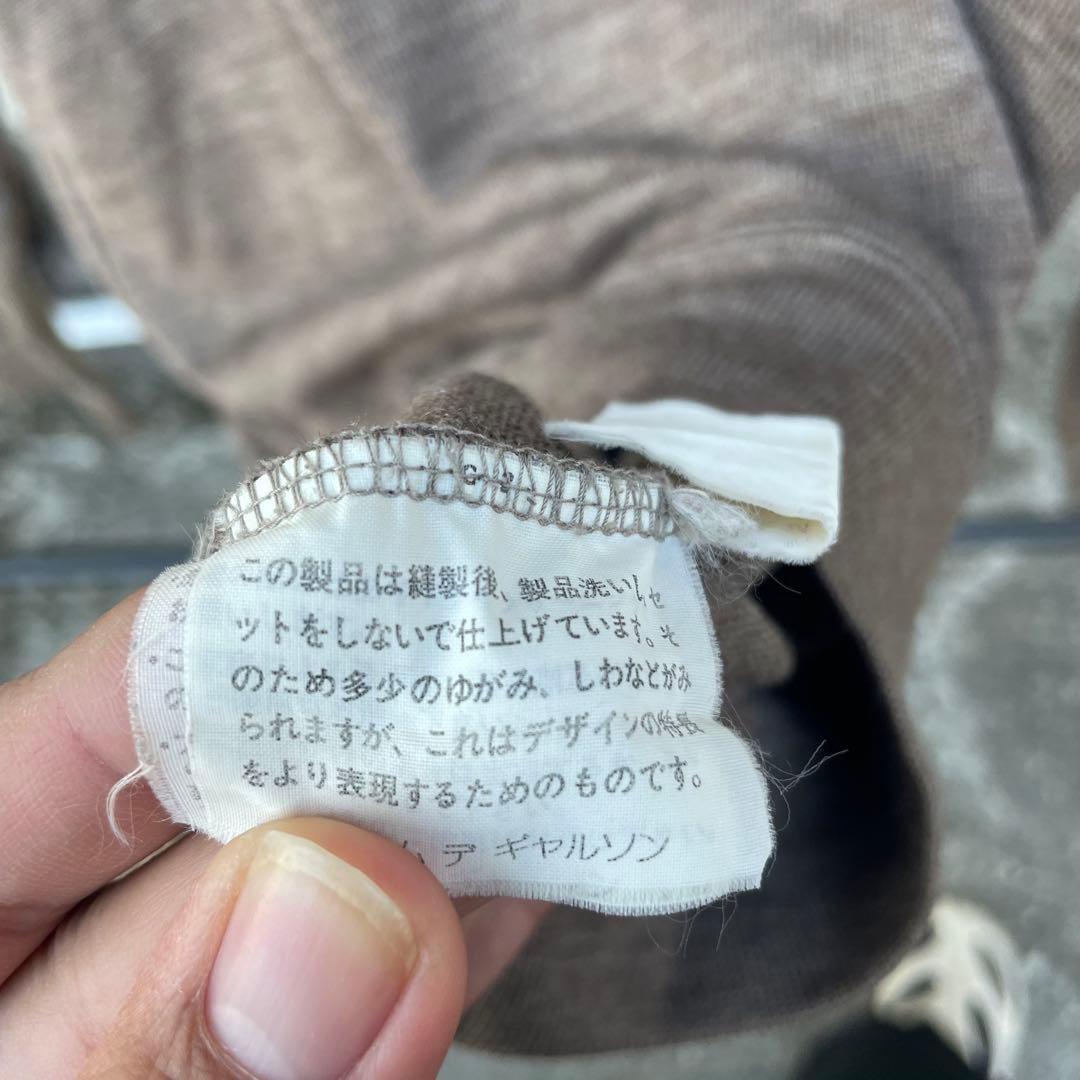 この製品は縫製後、製品洗いし、セ
ットをしないで仕上げています。そ
のため多少のゆがみ、しわなどがみ
られますが、これはデザインの特長
をより表現するためのものです。
ム デ ギャルソン